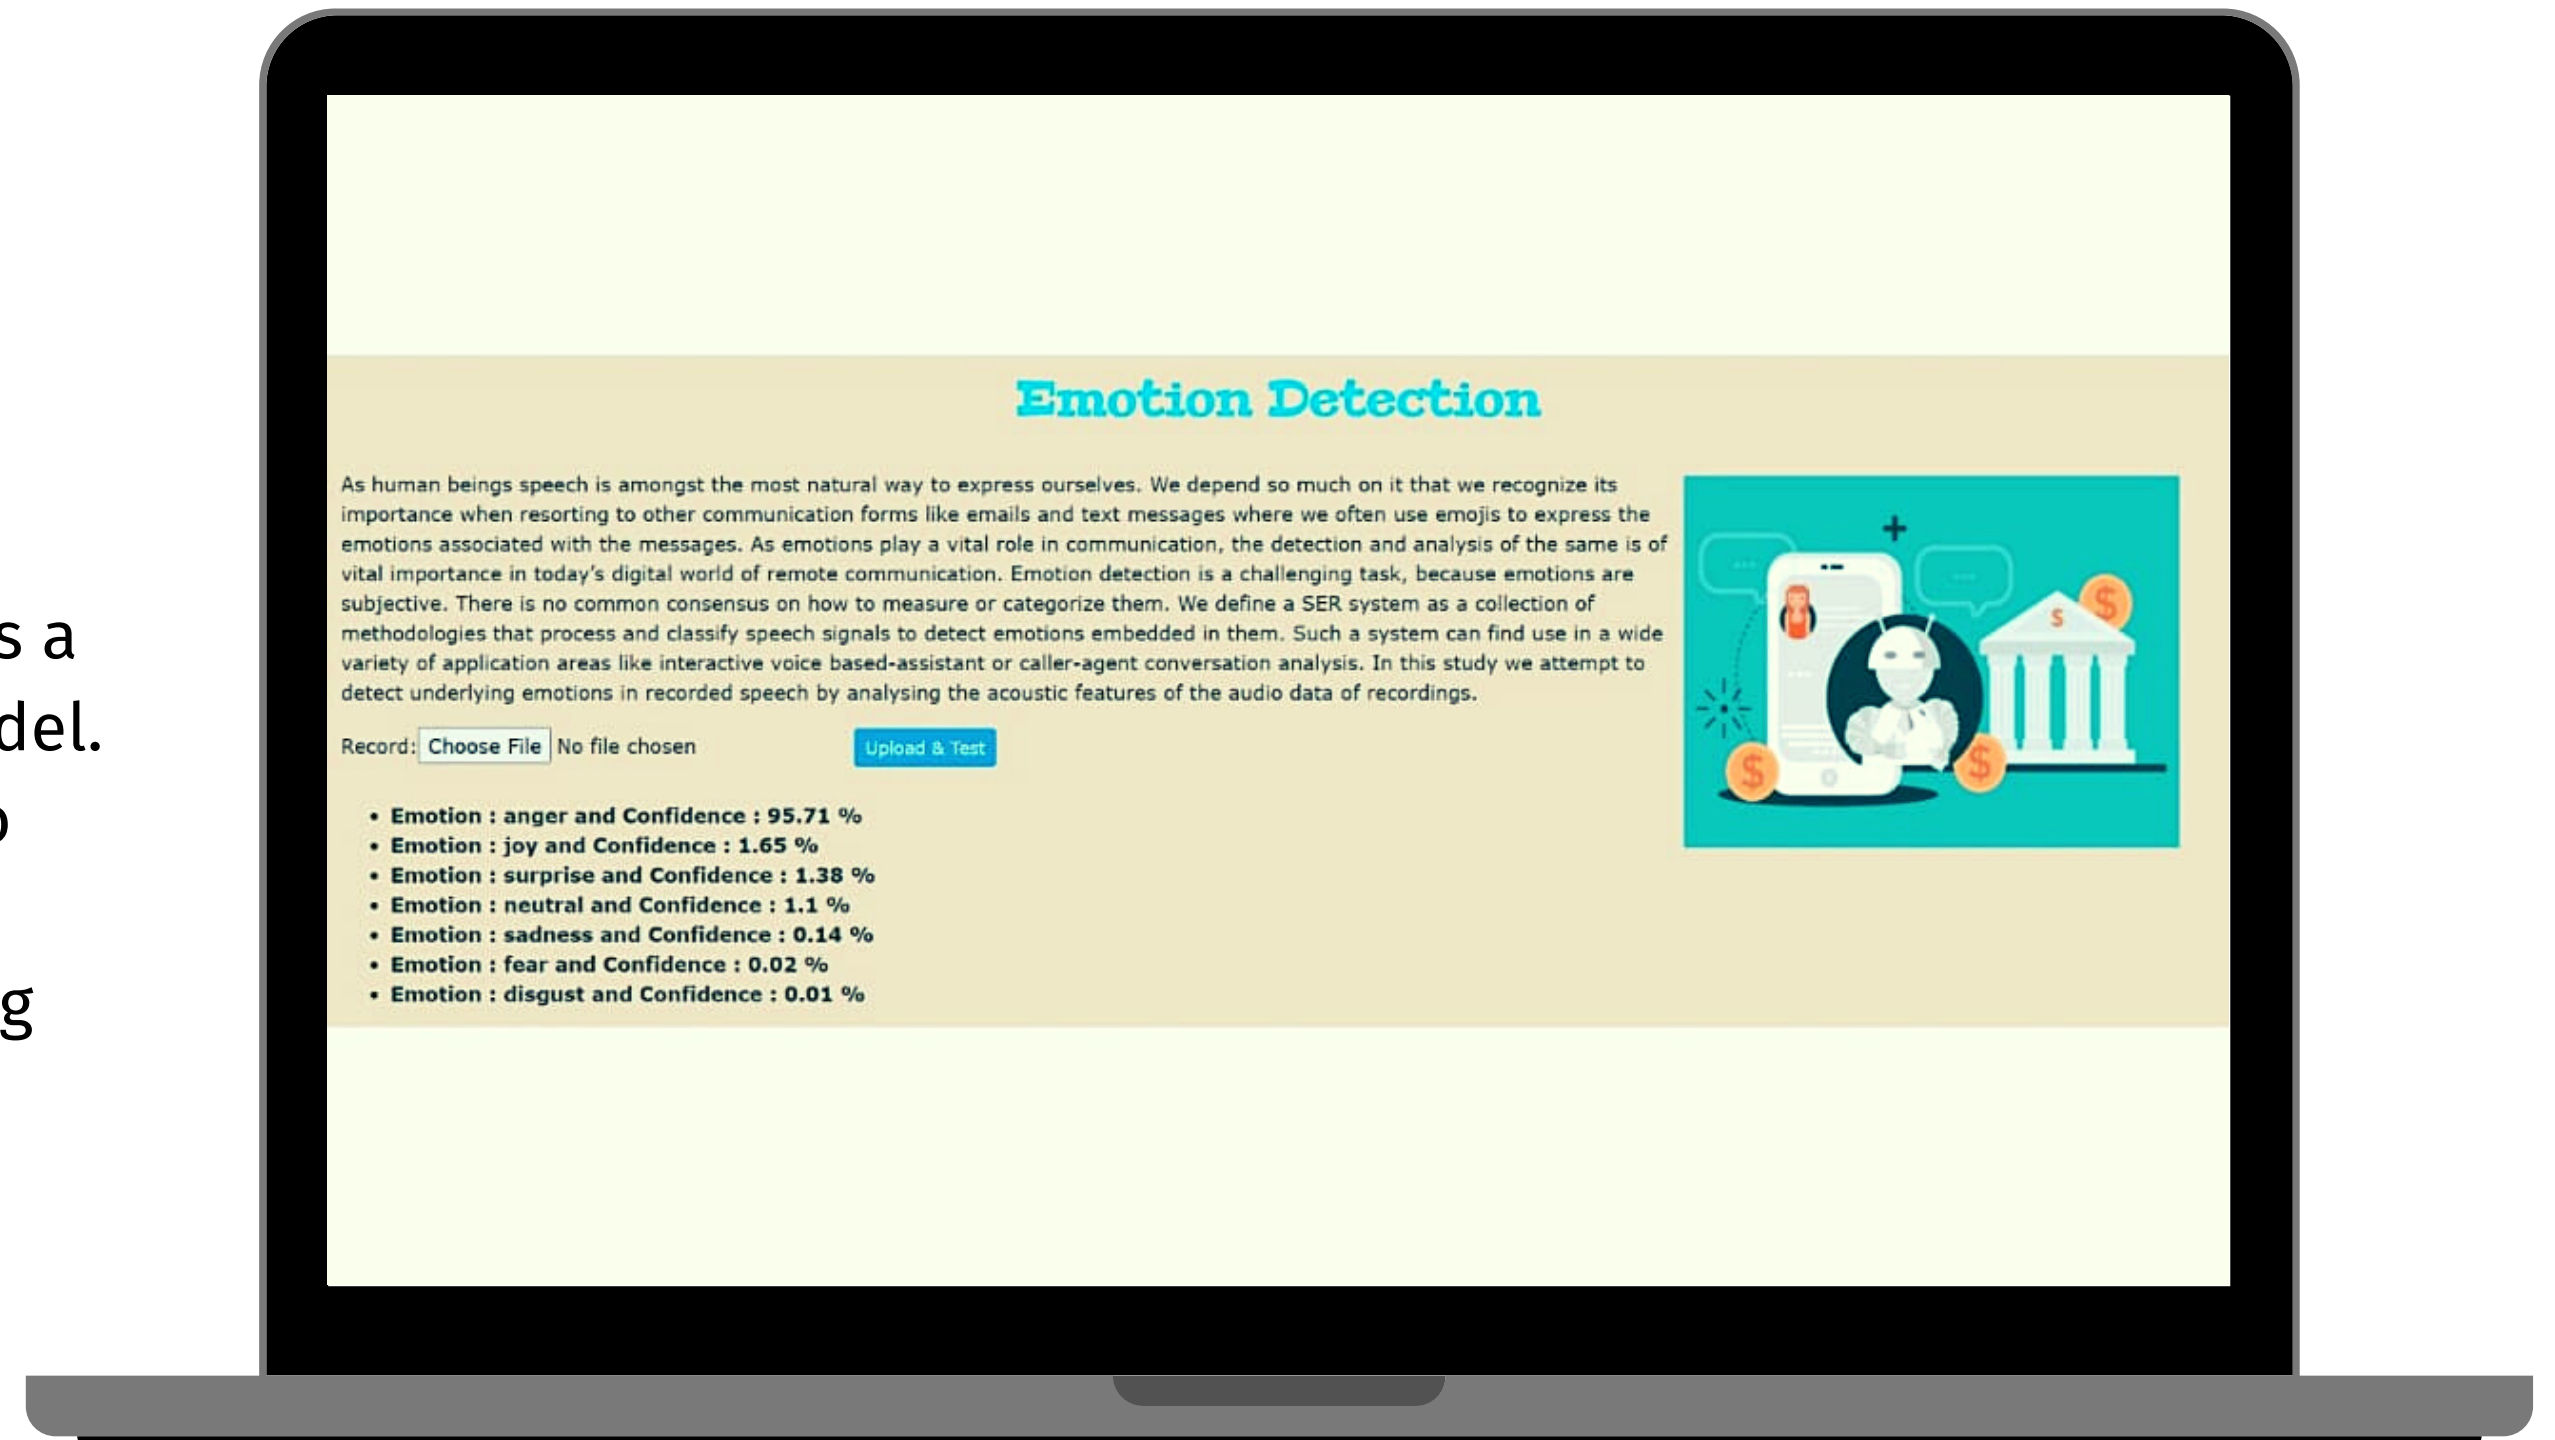 s a
del.
o
g
Emotion Detection
As human beings speech is amongst the most natural way to express ourselves. We depend so much on it that we recognize its
importance when resorting to other communication forms like emails and text messages where we often use emojis to express the
emotions associated with the messages. As emotions play a vital role in communication, the detection and analysis of the same is of
vital importance in today's digital world of remote communication. Emotion detection is a challenging task, because emotions are
subjective. There is no common consensus on how to measure or categorize them. We define a SER system as a collection of
methodologies that process and classify speech signals to detect emotions embedded in them. Such a system can find use in a wide
variety of application areas like interactive voice based-assistant or caller-agent conversation analysis. In this study we attempt to
detect underlying emotions in recorded speech by analysing the acoustic features of the audio data of recordings.
Record: Choose File No file chosen Upload & Test
• Emotion : anger and Confidence : 95.71 %
• Emotion : joy and Confidence : 1.65 %
• Emotion : surprise and Confidence : 1.38 %
• Emotion : neutral and Confidence : 1.1 %
• Emotion : sadness and Confidence : 0.14 %
• Emotion : fear and Confidence : 0.02 %
• Emotion : disgust and Confidence : 0.01 %
$
$
$
$